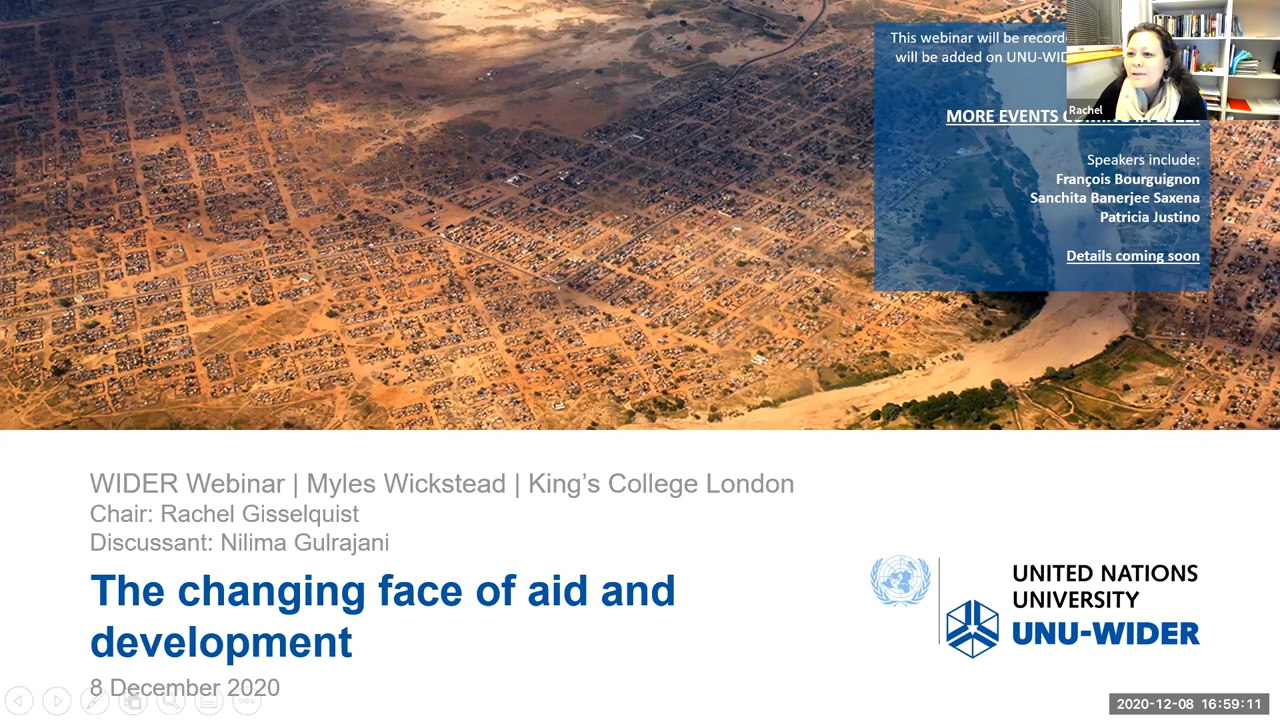 This webinar will be
will be added on
Rachel
MORE EVENTS
Speakers include:
François Bourguignon
Sanchita Banerjee Saxena
Patricia Justino
Details coming soon
WIDER Webinar | Myles Wickstead | King's College London
Chair: Rachel Gisselquist
Discussant: Nilima Gulrajani
The changing face of aid and
development
8 December 2020
UNITED NATIONS
UNIVERSITY
UNU-WIDER
2020-12-08 16:59:11